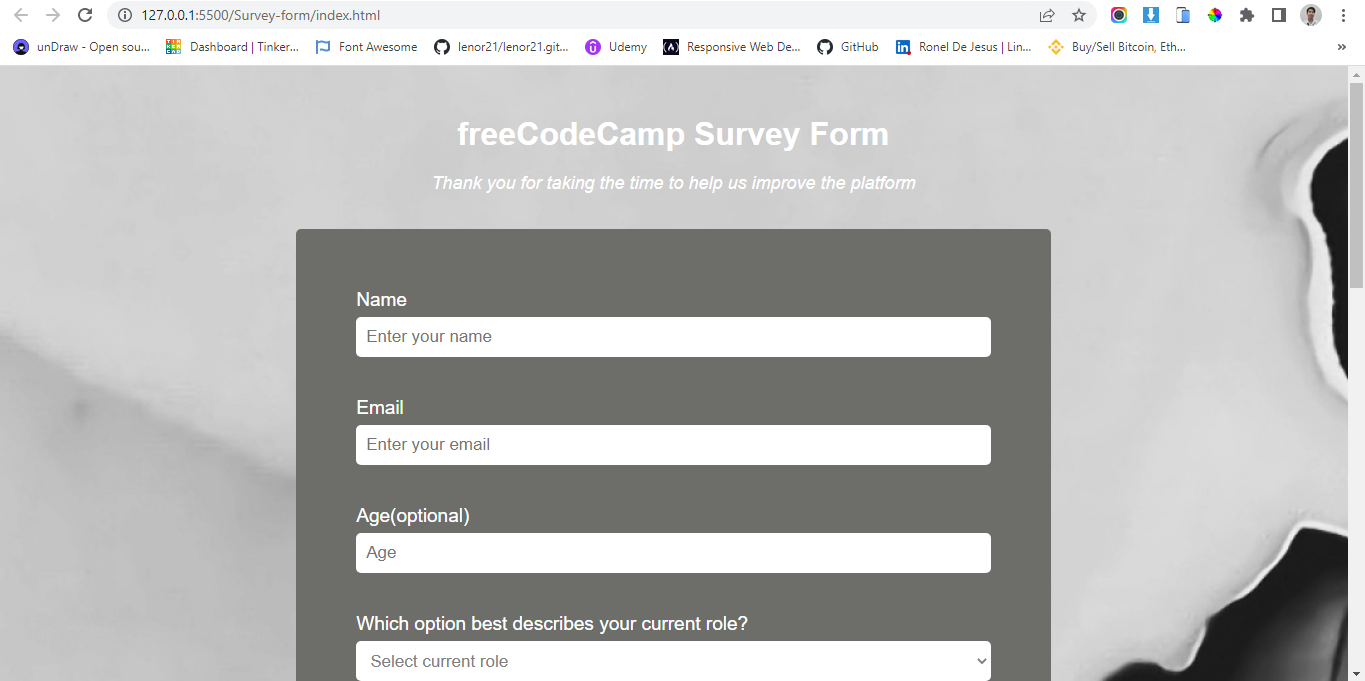 127.0.0.1:5500/Survey-form/index.html
unDraw - Open sou... Dashboard | Tinker... Font Awesome lenor21/lenor21.git... Udemy Responsive Web De... GitHub Ronel De Jesus | Lin... Buy/Sell Bitcoin, Eth... »
freeCodeCamp Survey Form
Thank you for taking the time to help us improve the platform
Name
Enter your name
Email
Enter your email
Age(optional)
Age
Which option best describes your current role?
Select current role